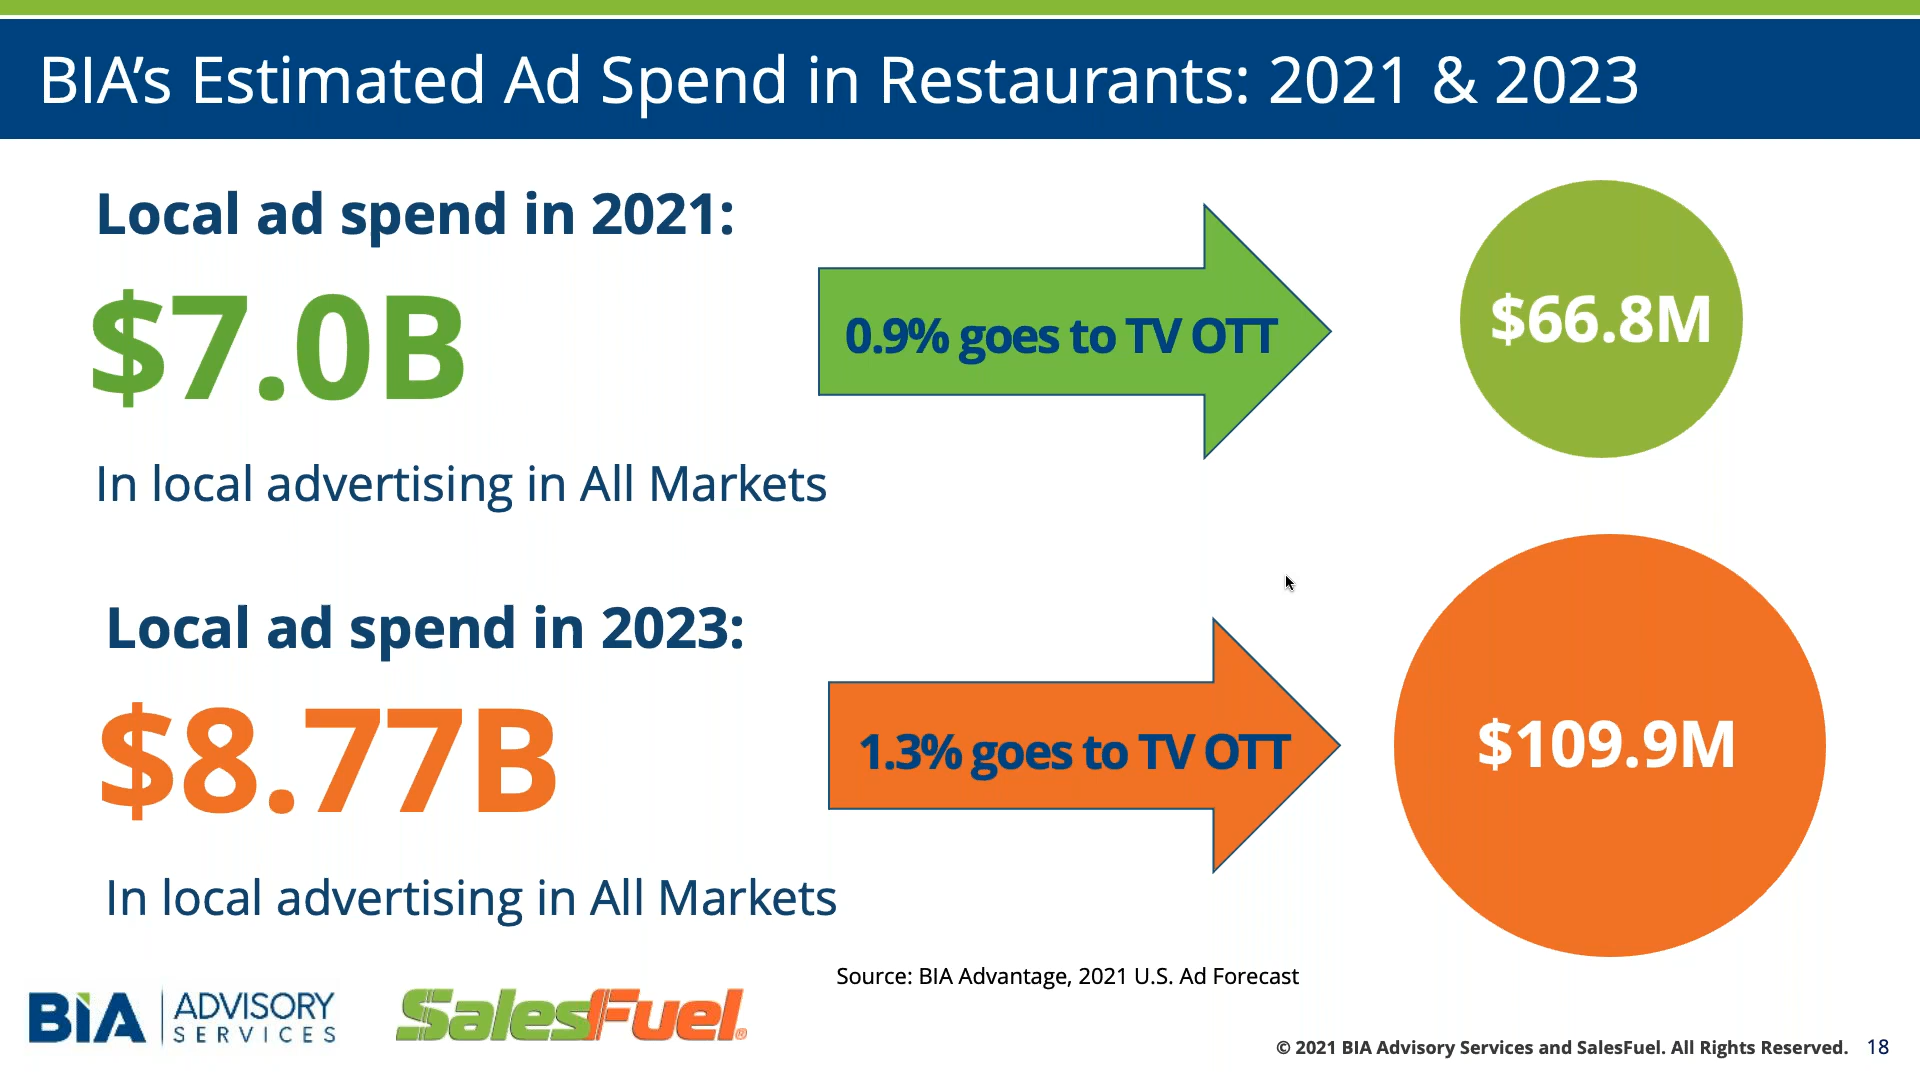 BIA’s Estimated Ad Spend in Restaurants: 2021 & 2023
Local ad spend in 2021:
$7.0B
In local advertising in All Markets
0.9% goes to TV OTT
$66.8M
Local ad spend in 2023:
$8.77B
In local advertising in All Markets
1.3% goes to TV OTT
$109.9M
Source: BIA Advantage, 2021 U.S. Ad Forecast
BIA ADVISORY
SERVICES
SalesFuel®
© 2021 BIA Advisory Services and SalesFuel. All Rights Reserved. 18